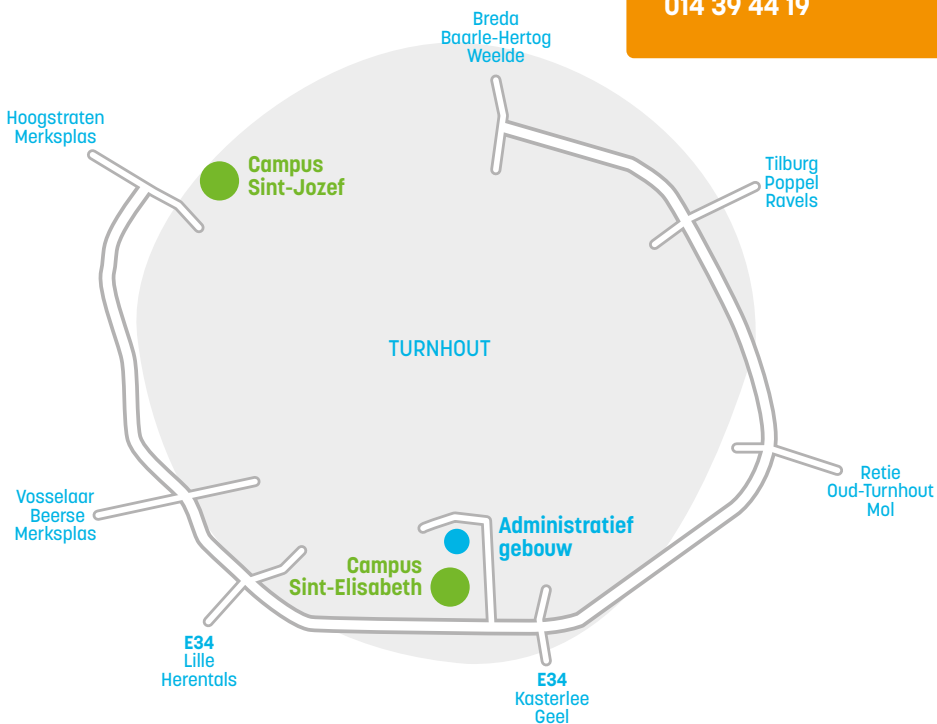 014 39 44 19
Breda
Baarle-Hertog
Weelde
Hoogstraten
Merksplas
Campus
Sint-Jozef
Tilburg
Poppel
Ravels
TURNHOUT
Retie
Oud-Turnhout
Mol
Vosselaar
Beerse
Merksplas
Administratief
gebouw
Campus
Sint-Elisabeth
E34
Lille
Herentals
E34
Kasterlee
Geel